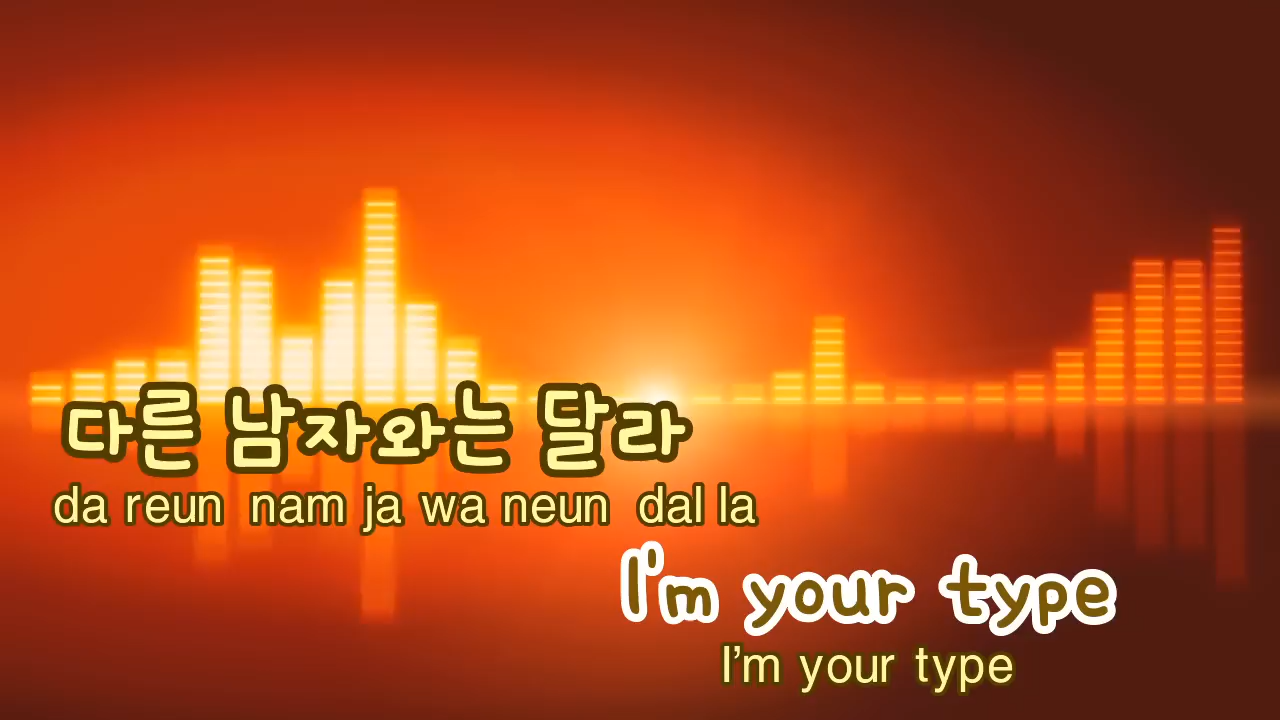 다른 남자와는 달라
da reun nam ja wa neun dal la
I'm your type
I'm your type